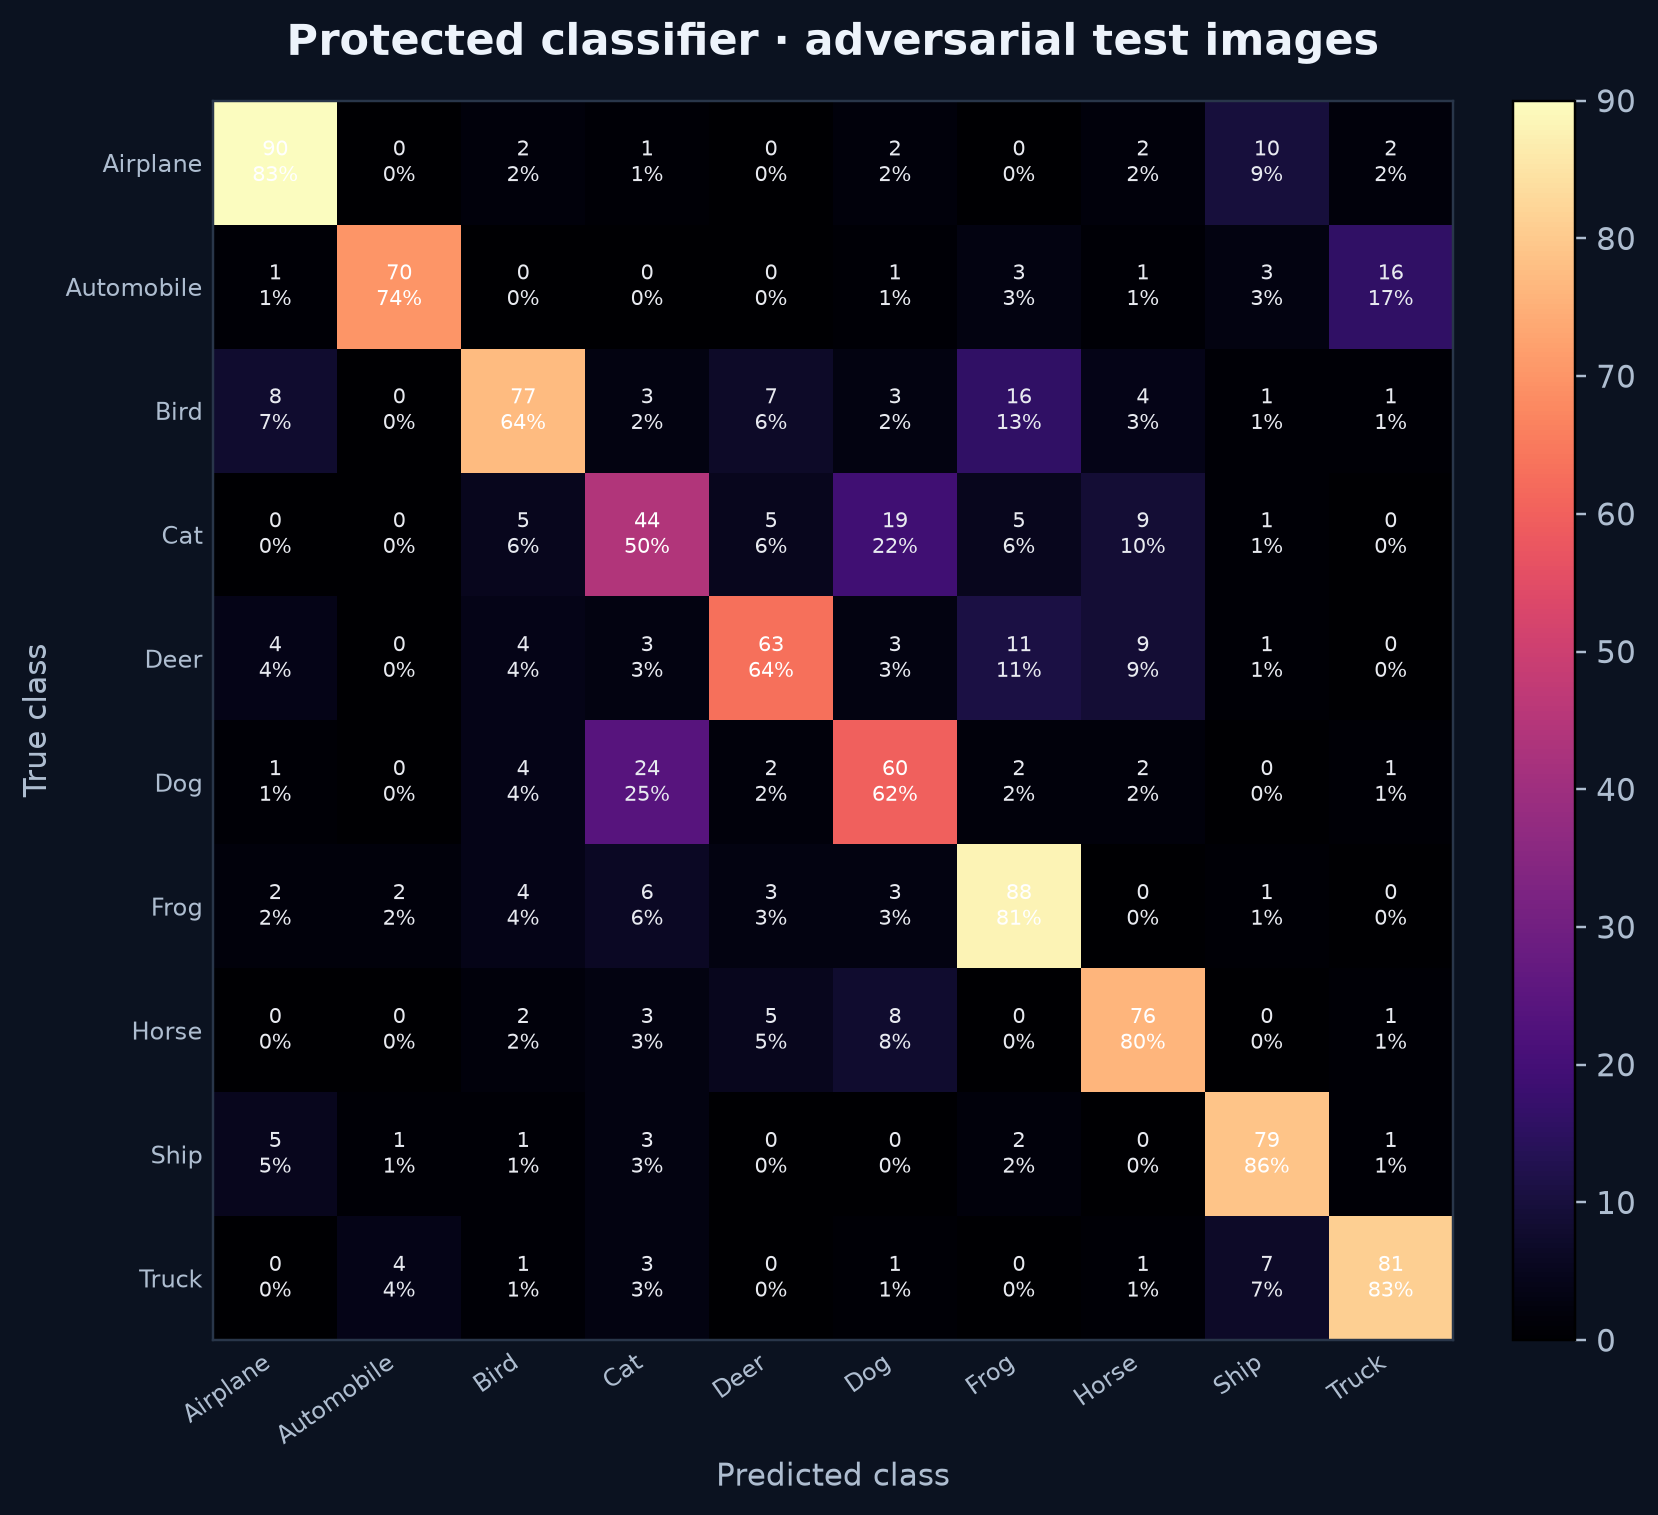 Protected classifier · adversarial test images
90
Airplane
90 0 2 1 0 2 0 2 10 2
83% 0% 2% 1% 0% 2% 0% 2% 9% 2%
80
Automobile
1 70 0 0 0 1 3 1 3 16
1% 74% 0% 0% 0% 1% 3% 1% 3% 17%
70
Bird
8 0 77 3 7 3 16 4 1 1
7% 0% 64% 2% 6% 2% 13% 3% 1% 1%
60
Cat
0 0 5 44 5 19 5 9 1 0
0% 0% 6% 50% 6% 22% 6% 10% 1% 0%
50
Deer
4 0 4 3 63 3 11 9 1 0
4% 0% 4% 3% 64% 3% 11% 9% 1% 0%
True class
40
Dog
1 0 4 24 2 60 2 2 0 1
1% 0% 4% 25% 2% 62% 2% 2% 0% 1%
30
Frog
2 2 4 6 3 3 88 0 1 0
2% 2% 4% 6% 3% 3% 81% 0% 1% 0%
20
Horse
0 0 2 3 5 8 0 76 0 1
0% 0% 2% 3% 5% 8% 0% 80% 0% 1%
10
Ship
5 1 1 3 0 0 2 0 79 1
5% 1% 1% 3% 0% 0% 2% 0% 86% 1%
Truck
0 4 1 3 0 1 0 1 7 81
0% 4% 1% 3% 0% 1% 0% 1% 7% 83%
0
Airplane Automobile Bird Cat Deer Dog Frog Horse Ship Truck
Predicted class